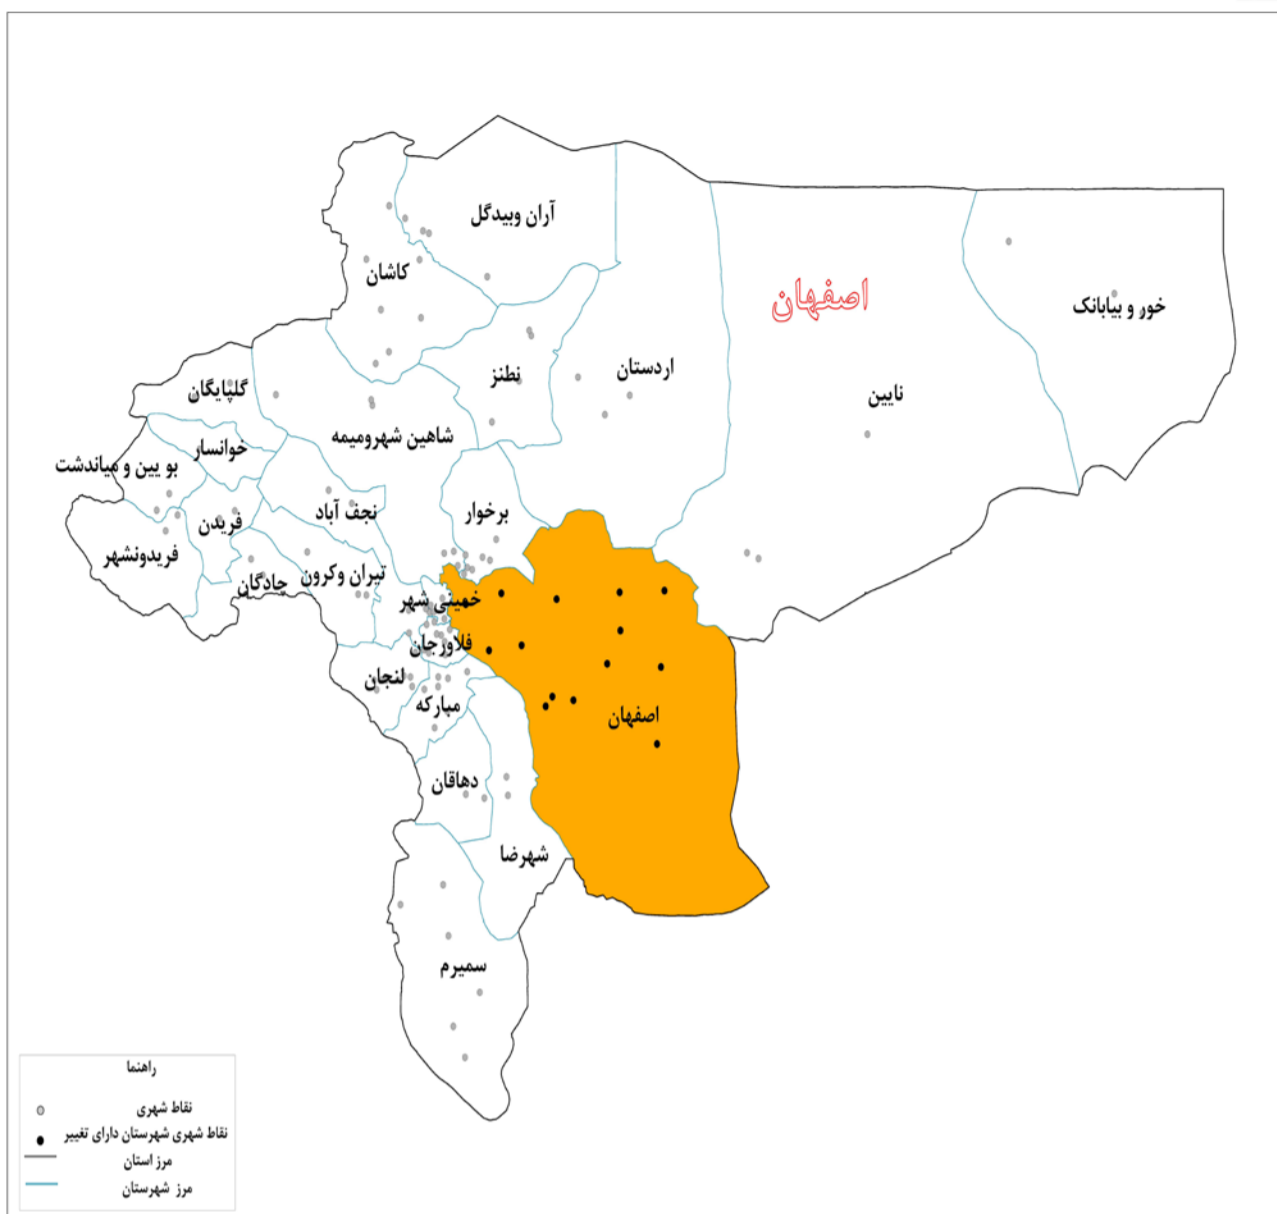 آران وبیدگل
کاشان
اصفهان
خور و بیابانک
نطنز
اردستان
نایین
گلپایگان
شاهین شهرومیمه
خوانسار
بو یین و میاندشت
نجف آباد
برخوار
فریدن
فریدونشهر
تیران وکرون
چادگان
خمینی شهر
فلاورجان
لنجان
مبارکه
اصفهان
دهاقان
شهرضا
سمیرم
راهنما
نقاط شهری
نقاط شهری شهرستان دارای تغییر
مرز استان
مرز شهرستان